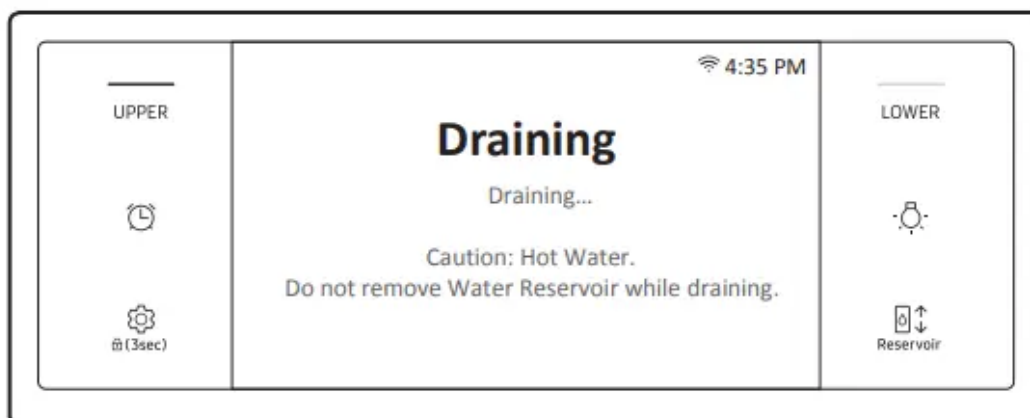 4:35 PM
UPPER
LOWER
Draining
Draining...
Caution: Hot Water.
Do not remove Water Reservoir while draining.
(3sec)
Reservoir